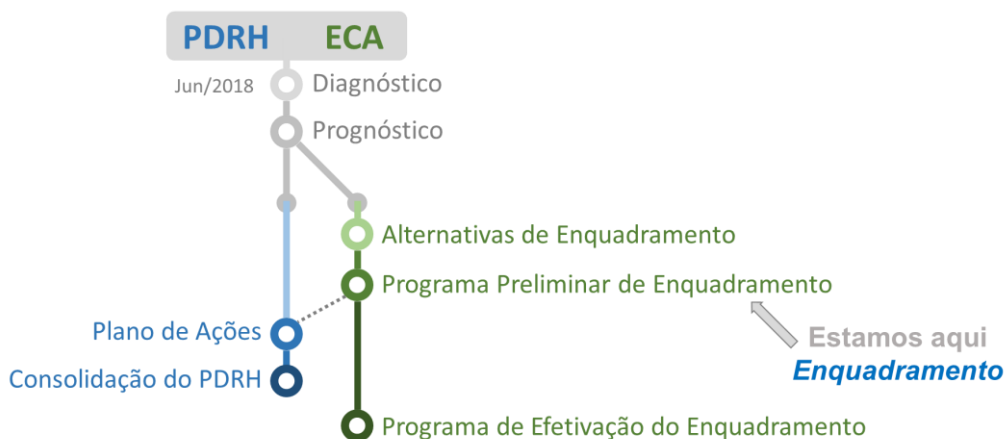 PDRH ECA
Jun/2018 Diagnóstico
Prognóstico
Alternativas de Enquadramento
Programa Preliminar de Enquadramento
Plano de Ações
Estamos aqui
Enquadramento
Consolidação do PDRH
Programa de Efetivação do Enquadramento